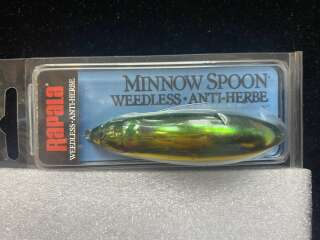 Rapala
WEEDLESS • ANTI-HERBE
MINNOW SPOON
WEEDLESS • ANTI-HERBE